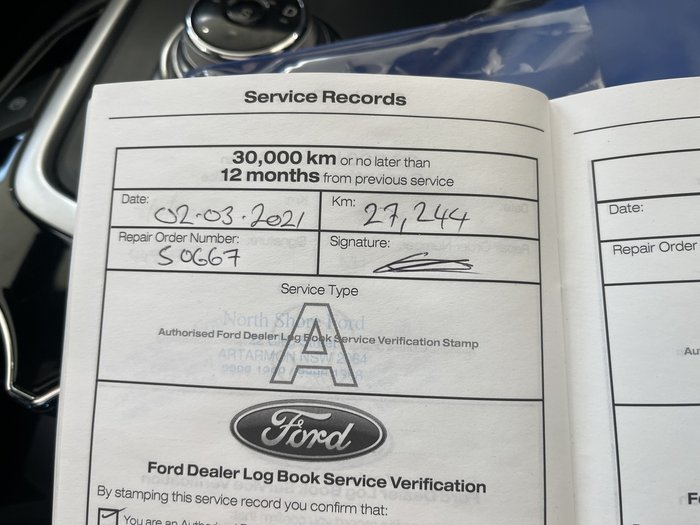 Service Records
30,000 km or no later than
12 months from previous service
Date: 02.03.2021
Km: 27,244
Repair Order Number: 50667
Signature:
Service Type
A
North Shore Ford
Authorised Ford Dealer Log Book Service Verification Stamp
ARTARMON NSW 2064
Ford
Ford Dealer Log Book Service Verification
By stamping this service record you confirm that:
You are an
Date:
Repair Order
Au
F